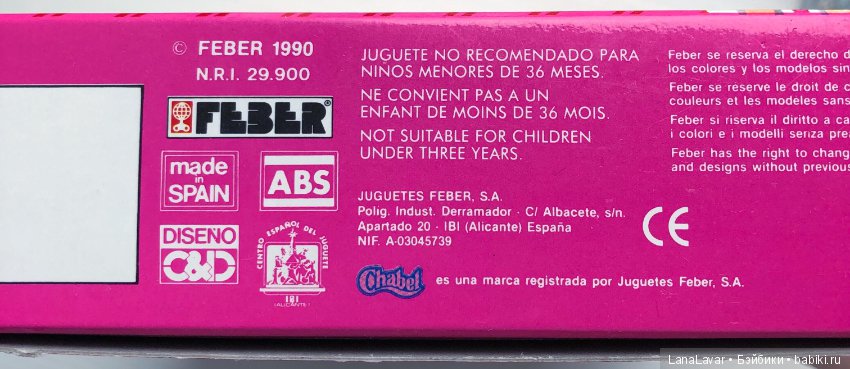 © FEBER 1990
N.R.I. 29.900
FEBER®
made
in
SPAIN
ABS
DISEÑO
C&D
CENTRO ESPAÑOL DEL JUGUETE
IBI
(ALICANTE)
JUGUETE NO RECOMENDADO PARA
NIÑOS MENORES DE 36 MESES.
NE CONVIENT PAS A UN
ENFANT DE MOINS DE 36 MOIS.
NOT SUITABLE FOR CHILDREN
UNDER THREE YEARS.
JUGUETES FEBER, S.A.
Polig. Indust. Derramador · C/ Albacete, s/n.
Apartado 20 · IBI (Alicante) España
NIF. A-03045739
CE
Chabel es una marca registrada por Juguetes Feber, S.A.
Feber se reserva el derecho d
los colores y los modelos sin
Feber se reserve le droit de c
couleurs et les modeles sans
Feber si riserva il diritto a ca
i colori e i modelli senza pre
Feber has the right to chang
and designs without previous
LanaLavar • Бэйбики • babiki.ru